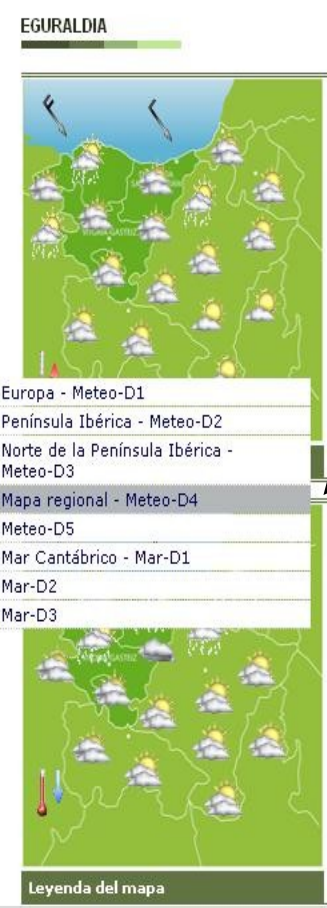 EGURALDIA
Europa - Meteo-D1
Península Ibérica - Meteo-D2
Norte de la Península Ibérica -
Meteo-D3
Mapa regional - Meteo-D4
Meteo-D5
Mar Cantábrico - Mar-D1
Mar-D2
Mar-D3
Leyenda del mapa